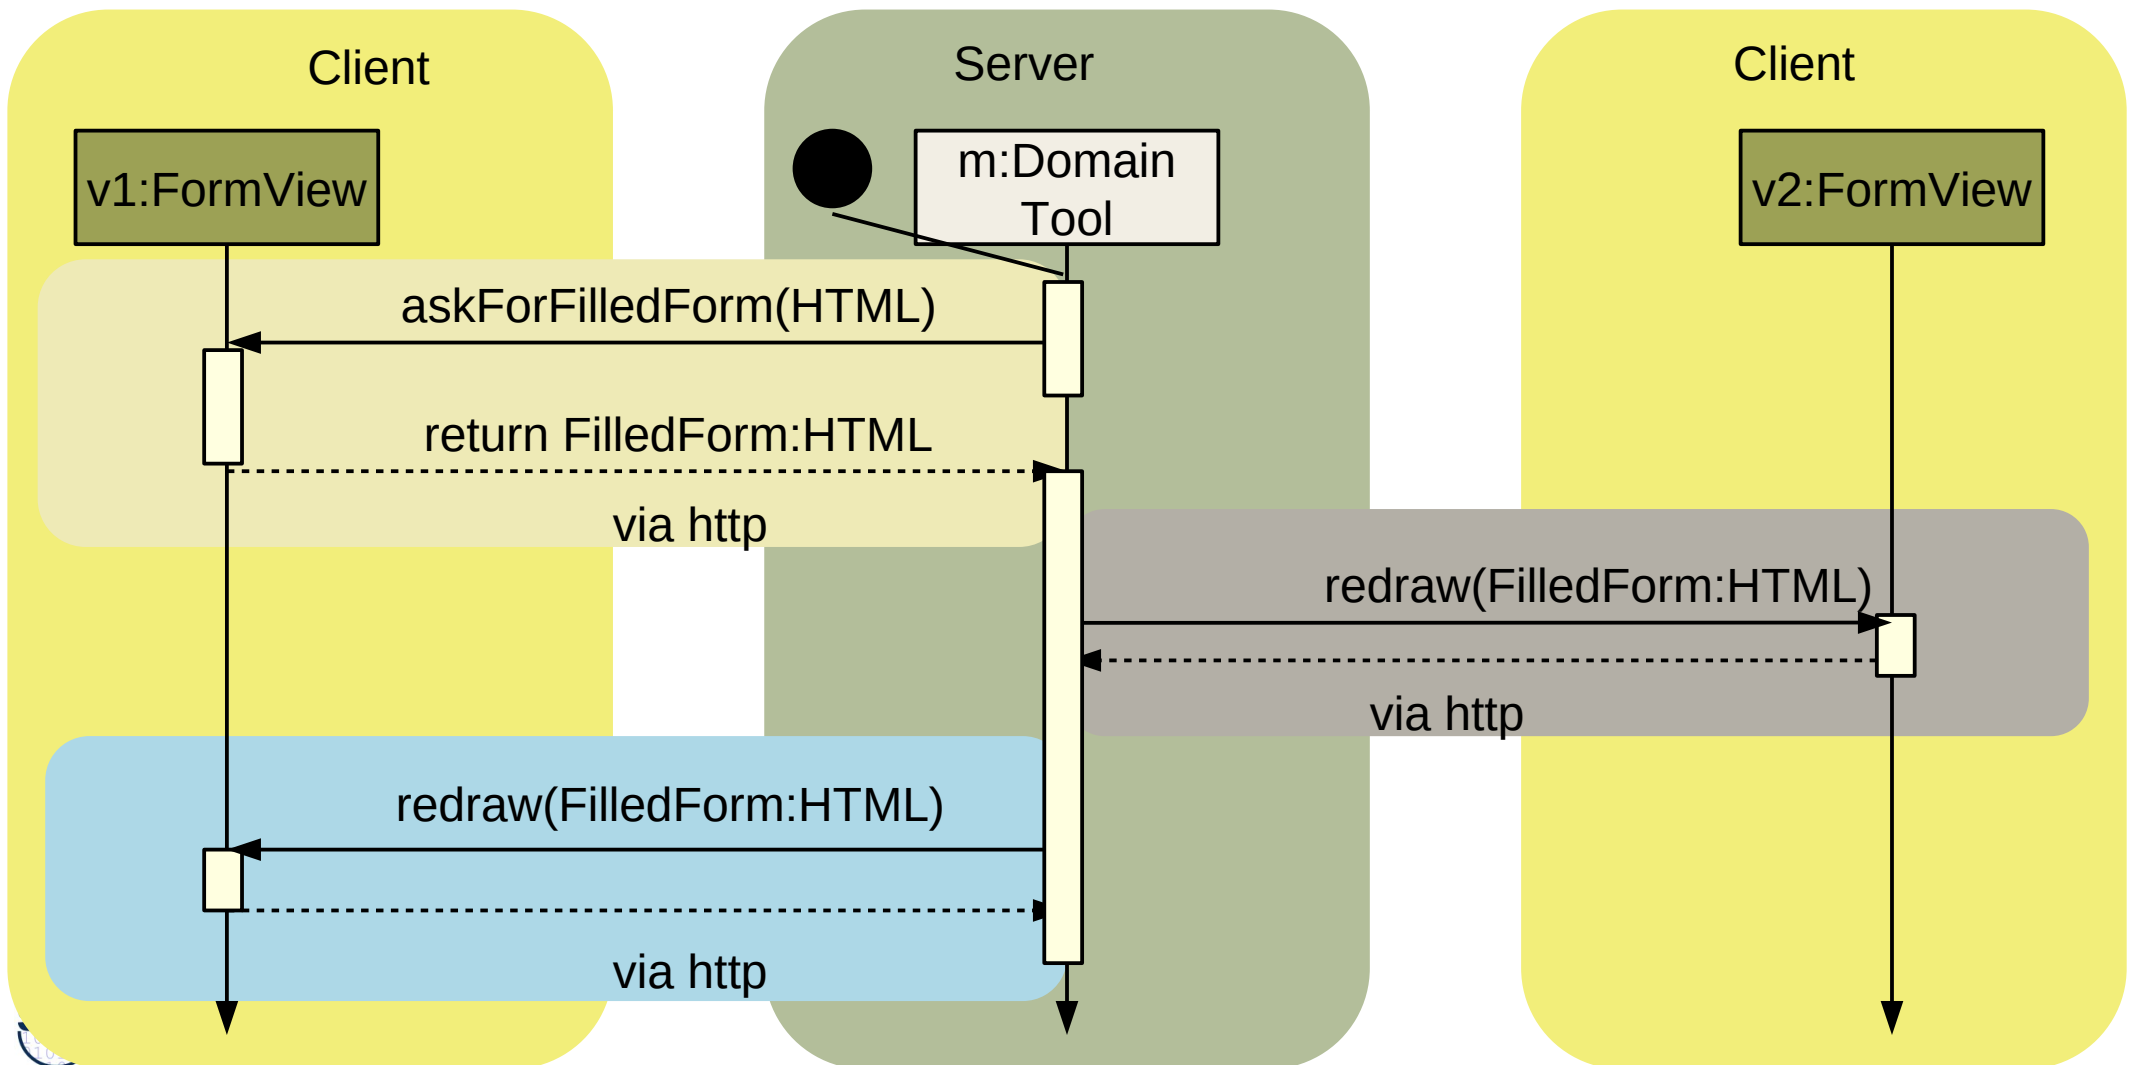 Client
Server
Client
v1:FormView
m:Domain
Tool
v2:FormView
askForFilledForm(HTML)
return FilledForm:HTML
via http
redraw(FilledForm:HTML)
via http
redraw(FilledForm:HTML)
via http